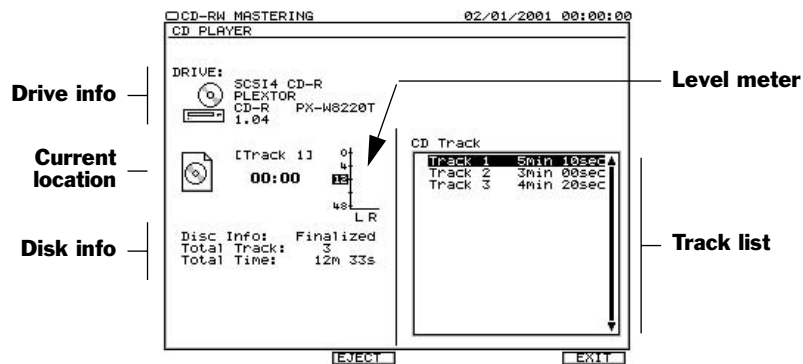 CD-RW MASTERING 02/01/2001 00:00:00
CD PLAYER
DRIVE:
SCSI4 CD-R
PLEXTOR
CD-R PX-W8220T
1.04
Drive info
Level meter
Current
location
[Track 1]
00:00
0
4
12
48
L R
CD Track
Track 1 5min 10sec
Track 2 3min 00sec
Track 3 4min 20sec
Disk info
Disc Info: Finalized
Total Track: 3
Total Time: 12m 33s
Track list
EJECT
EXIT